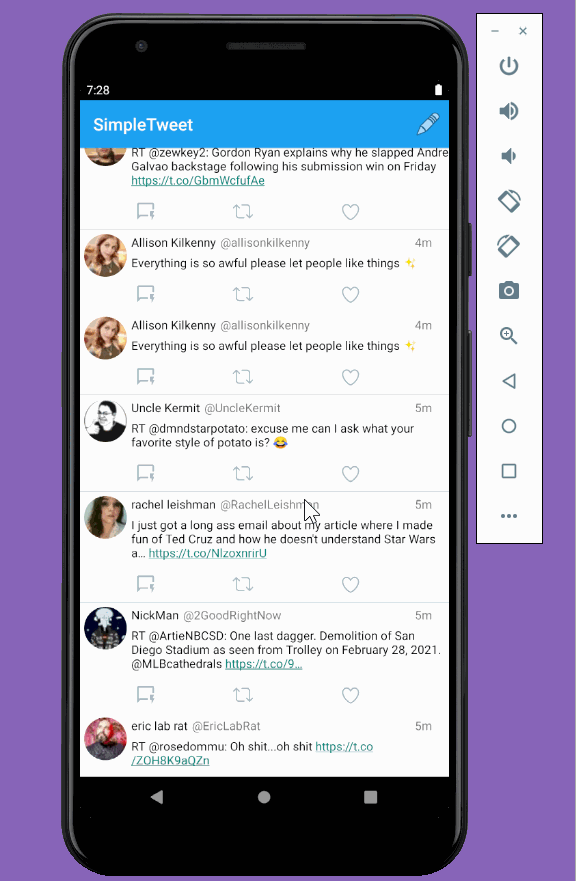 7:28
SimpleTweet
RT @zewkey2: Gordon Ryan explains why he slapped Andre
Galvao backstage following his submission win on Friday
https://t.co/GbmWcfufAe
Allison Kilkenny @allisonkilkenny 4m
Everything is so awful please let people like things ✨
Allison Kilkenny @allisonkilkenny 4m
Everything is so awful please let people like things ✨
Uncle Kermit @UncleKermit 5m
RT @dmndstarpotato: excuse me can I ask what your
favorite style of potato is? 😂
rachel leishman @RachelLeishman 5m
I just got a long ass email about my article where I made
fun of Ted Cruz and how he doesn't understand Star Wars
a… https://t.co/NlzoxnrirU
NickMan @2GoodRightNow 5m
RT @ArtieNBCSD: One last dagger. Demolition of San
Diego Stadium as seen from Trolley on February 28, 2021.
@MLBcathedrals https://t.co/9…
eric lab rat @EricLabRat 5m
RT @rosedommu: Oh shit...oh shit https://t.co
/ZOH8K9aQZn